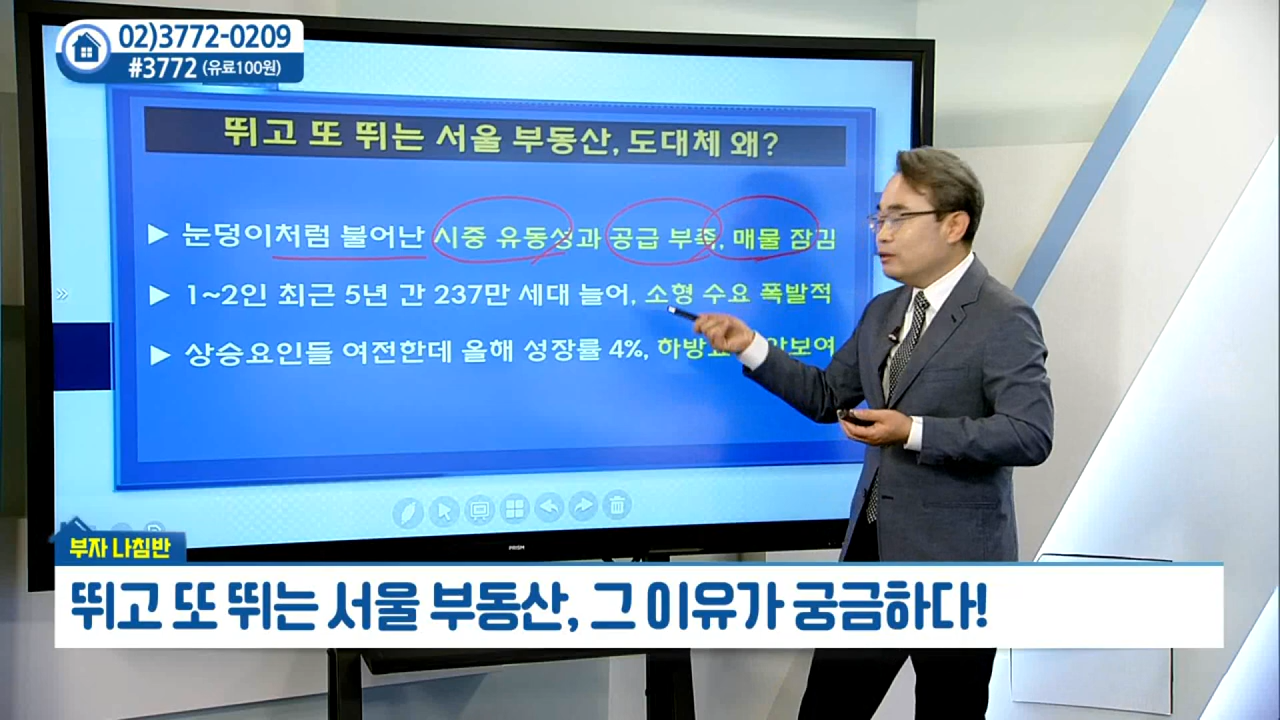 02)3772-0209
#3772 (유료100원)
뛰고 또 뛰는 서울 부동산, 도대체 왜?
▶ 눈덩이처럼 불어난 시중 유동성과 공급 부족, 매물 잠김
▶ 1~2인 최근 5년 간 237만 세대 늘어, 소형 수요 폭발적
▶ 상승요인들 여전한데 올해 성장률 4%,
PRISM
부자 나침반
뛰고 또 뛰는 서울 부동산, 그 이유가 궁금하다!